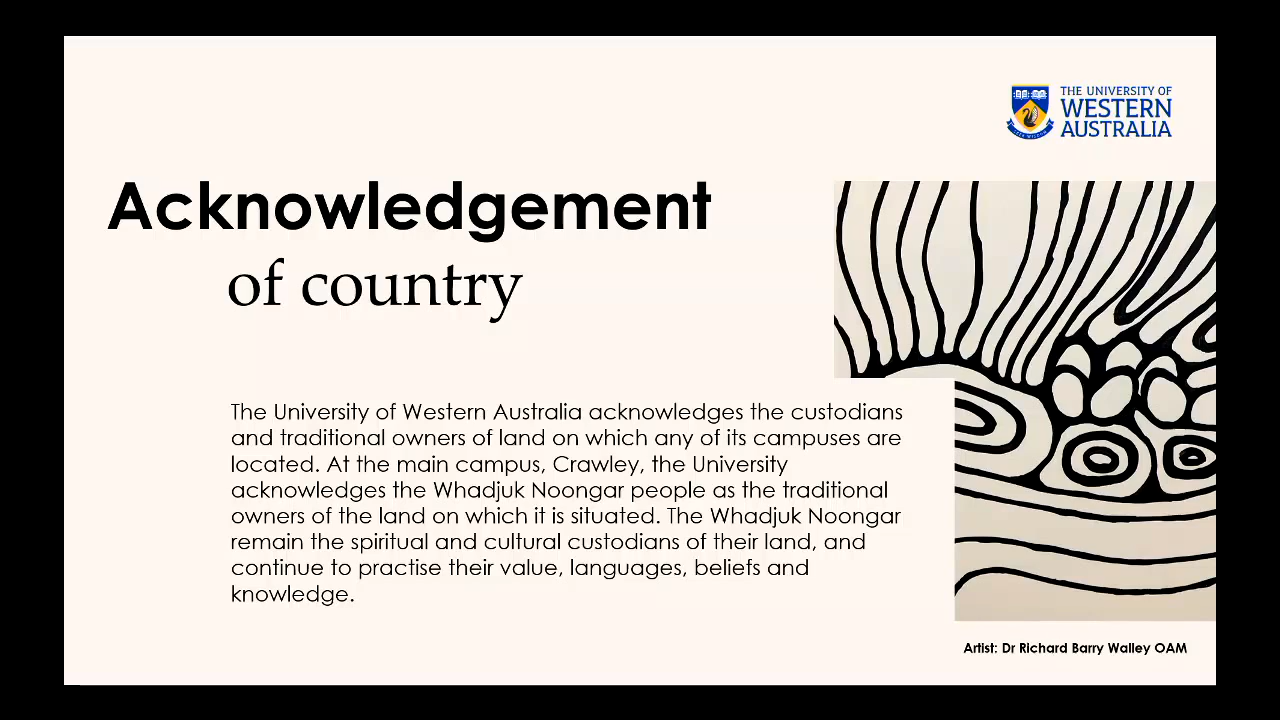 THE UNIVERSITY OF
WESTERN
AUSTRALIA
Acknowledgement
of country
The University of Western Australia acknowledges the custodians
and traditional owners of land on which any of its campuses are
located. At the main campus, Crawley, the University
acknowledges the Whadjuk Noongar people as the traditional
owners of the land on which it is situated. The Whadjuk Noongar
remain the spiritual and cultural custodians of their land, and
continue to practise their value, languages, beliefs and
knowledge.
Artist: Dr Richard Barry Walley OAM